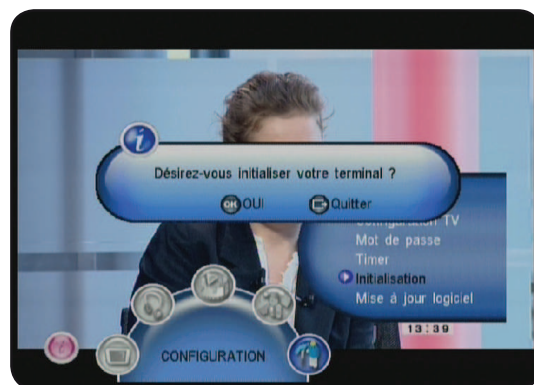 Désirez-vous initialiser votre terminal ?
OK OUI
Quitter
Configuration TV
Mot de passe
Timer
Initialisation
Mise à jour logiciel
13:39
CONFIGURATION